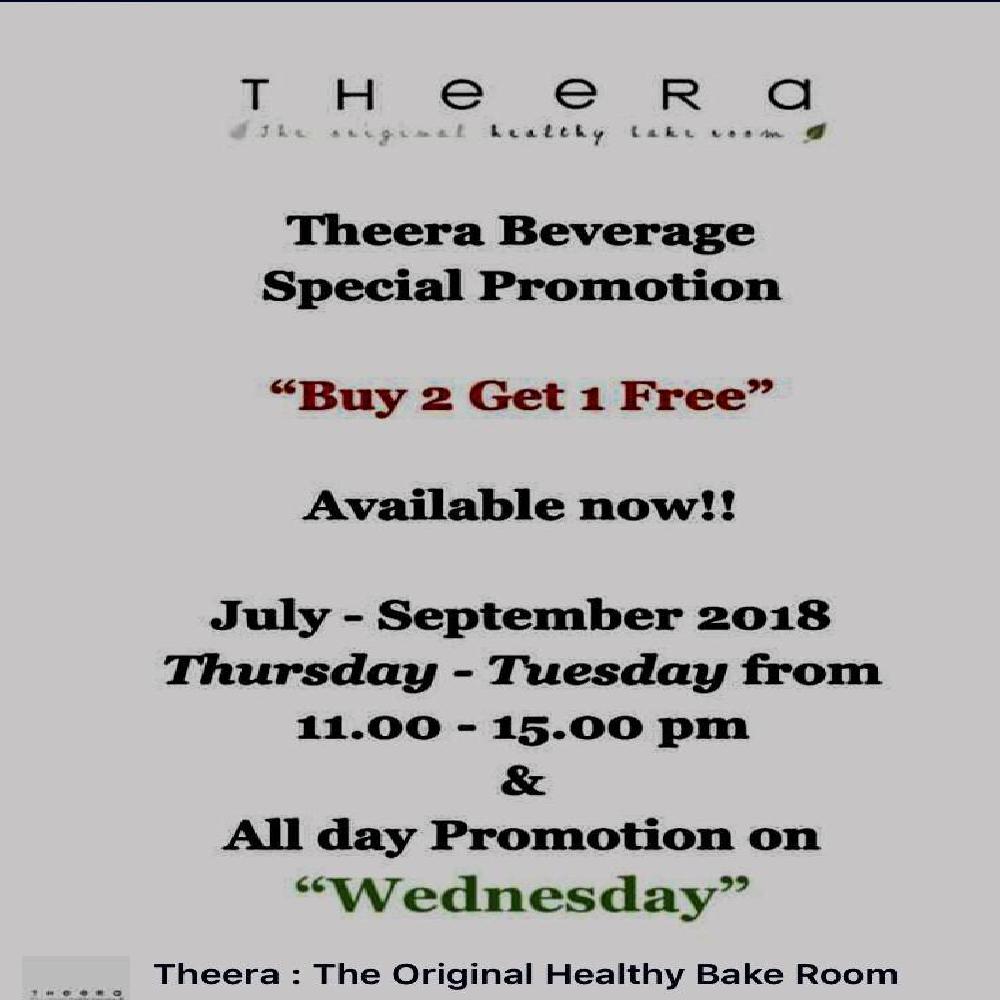 THeeRa
The original healthy bake room
Theera Beverage
Special Promotion
“Buy 2 Get 1 Free”
Available now!!
July - September 2018
Thursday - Tuesday from
11.00 - 15.00 pm
&
All day Promotion on
“Wednesday”
Theera : The Original Healthy Bake Room
THeeRa